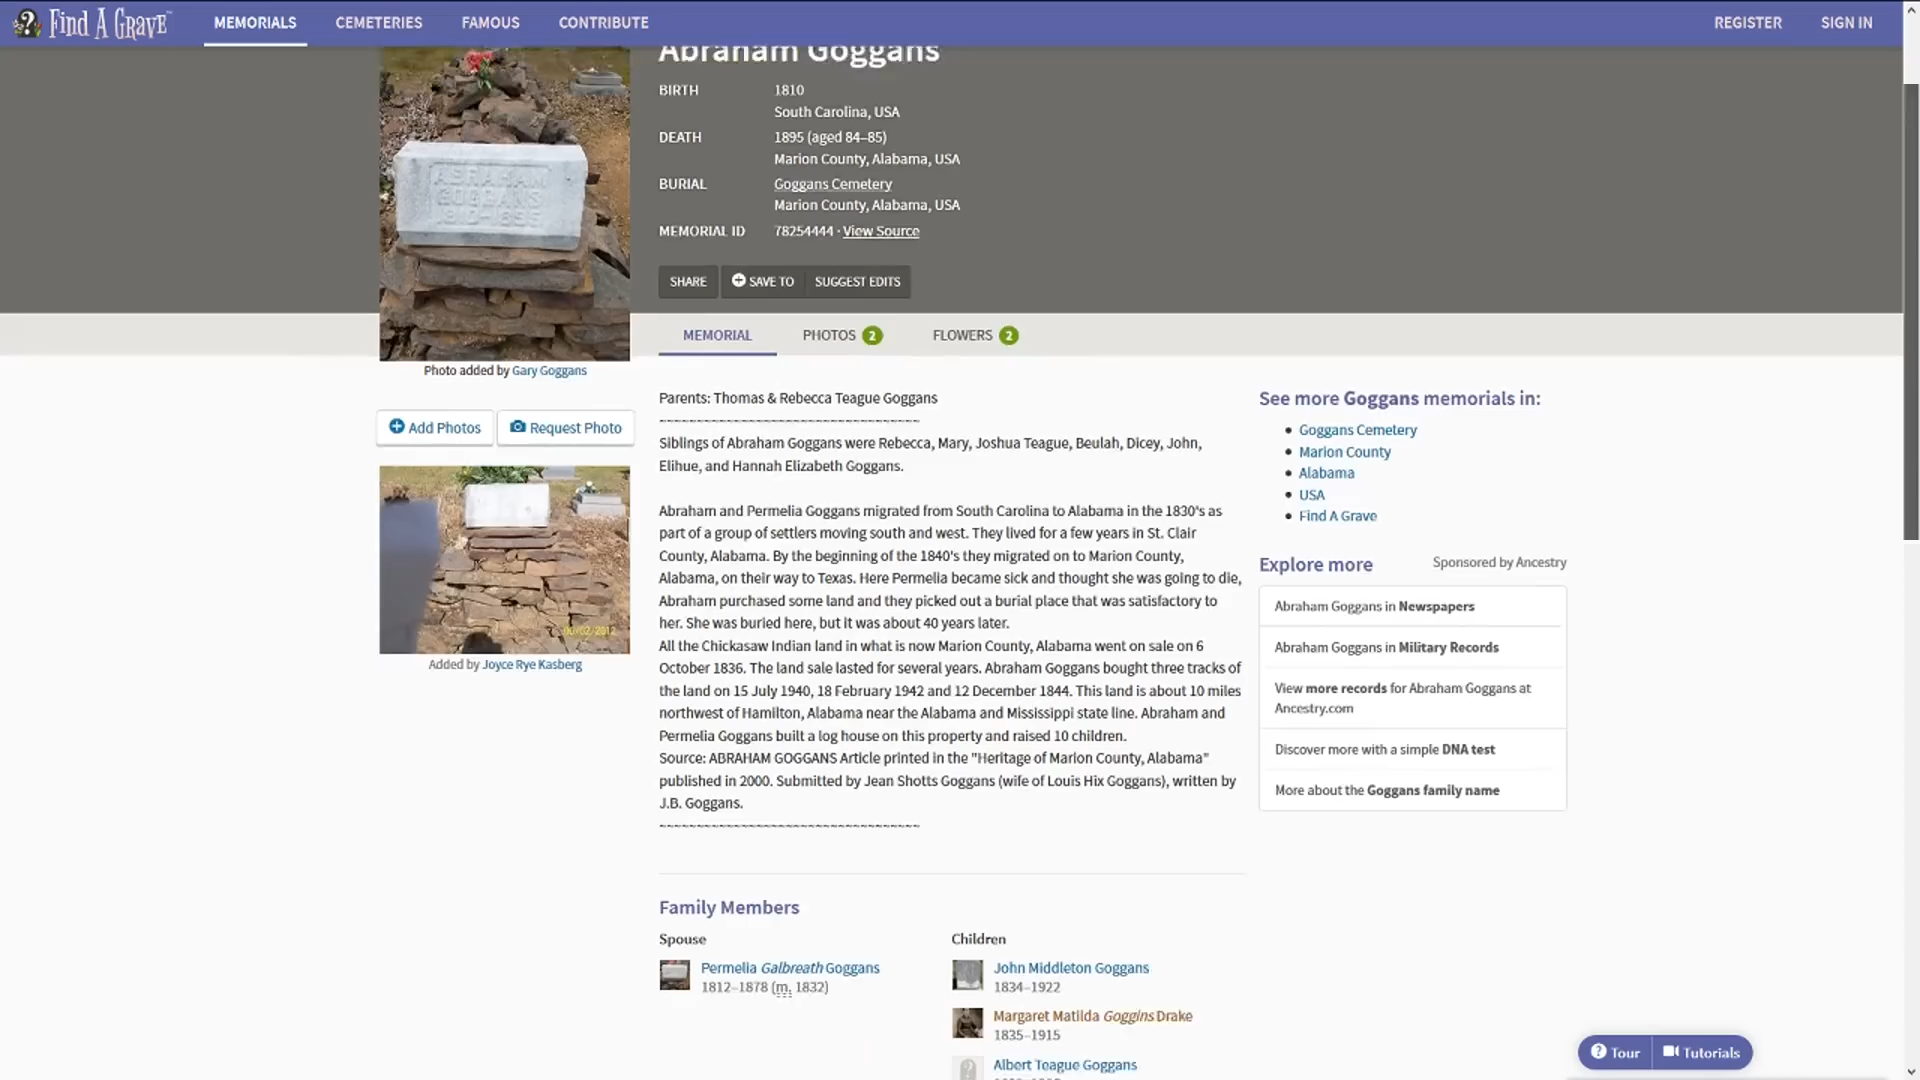 Find A Grave
MEMORIALS
CEMETERIES
FAMOUS
CONTRIBUTE
REGISTER
SIGN IN
Abraham Goggans
BIRTH 1810
South Carolina, USA
DEATH 1895 (aged 84–85)
Marion County, Alabama, USA
BURIAL Goggans Cemetery
Marion County, Alabama, USA
MEMORIAL ID 78254444 · View Source
SHARE SAVE TO SUGGEST EDITS
ABRAHAM
GOGGANS
1810-1895
Photo added by Gary Goggans
Add Photos Request Photo
00/02/2012
Added by Joyce Rye Kasberg
MEMORIAL PHOTOS 2 FLOWERS 2
Parents: Thomas & Rebecca Teague Goggans
~~~~~~~~~~~~~~~~~~~~~~~~~~~~~~~~~~~
Siblings of Abraham Goggans were Rebecca, Mary, Joshua Teague, Beulah, Dicey, John,
Elihue, and Hannah Elizabeth Goggans.
Abraham and Permelia Goggans migrated from South Carolina to Alabama in the 1830's as
part of a group of settlers moving south and west. They lived for a few years in St. Clair
County, Alabama. By the beginning of the 1840's they migrated on to Marion County,
Alabama, on their way to Texas. Here Permelia became sick and thought she was going to die,
Abraham purchased some land and they picked out a burial place that was satisfactory to
her. She was buried here, but it was about 40 years later.
All the Chickasaw Indian land in what is now Marion County, Alabama went on sale on 6
October 1836. The land sale lasted for several years. Abraham Goggans bought three tracks of
the land on 15 July 1940, 18 February 1942 and 12 December 1844. This land is about 10 miles
northwest of Hamilton, Alabama near the Alabama and Mississippi state line. Abraham and
Permelia Goggans built a log house on this property and raised 10 children.
Source: ABRAHAM GOGGANS Article printed in the "Heritage of Marion County, Alabama"
published in 2000. Submitted by Jean Shotts Goggans (wife of Louis Hix Goggans), written by
J.B. Goggans.
~~~~~~~~~~~~~~~~~~~~~~~~~~~~~~~~~~~
Family Members
Spouse
Permelia Galbreath Goggans
1812–1878 (m. 1832)
Children
John Middleton Goggans
1834–1922
Margaret Matilda Goggins Drake
1835–1915
Albert Teague Goggans
See more Goggans memorials in:
Goggans Cemetery
Marion County
Alabama
USA
Find A Grave
Explore more Sponsored by Ancestry
Abraham Goggans in Newspapers
Abraham Goggans in Military Records
View more records for Abraham Goggans at
Ancestry.com
Discover more with a simple DNA test
More about the Goggans family name
Tour Tutorials